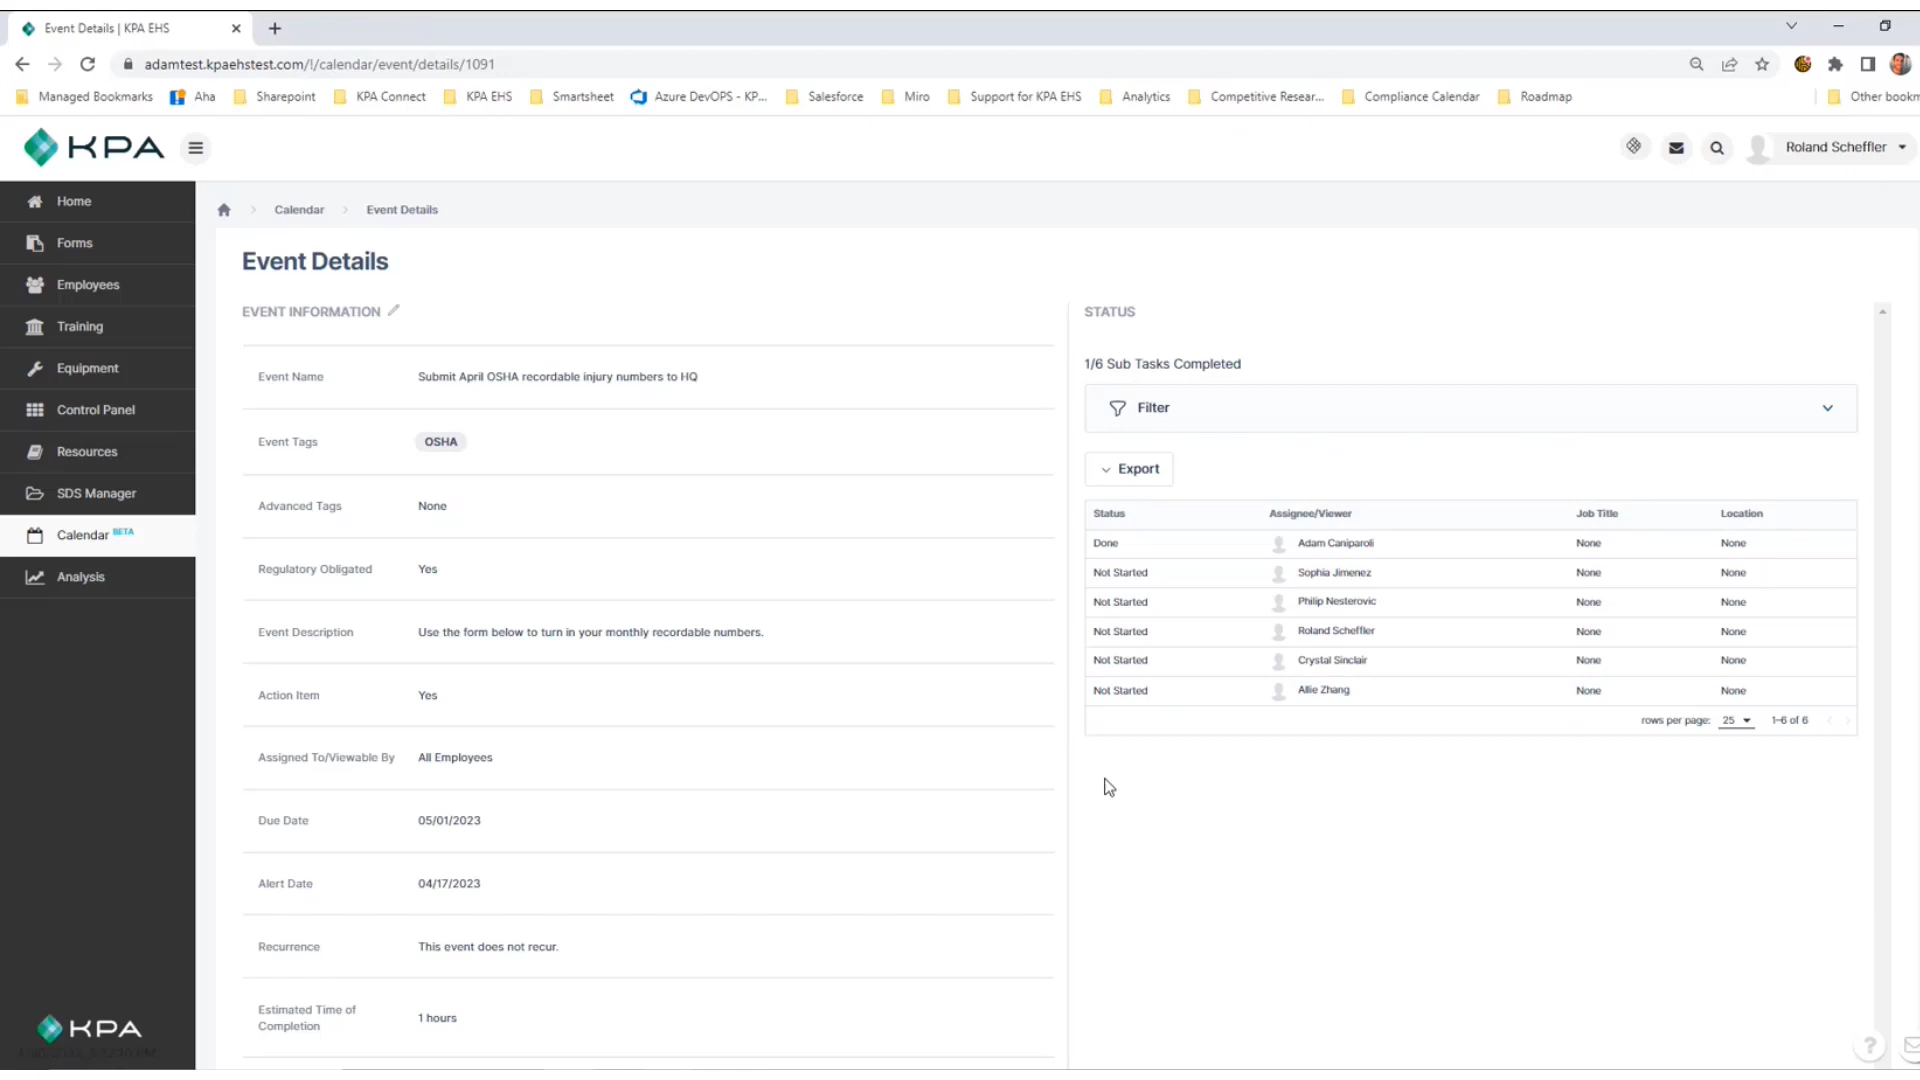 Event Details | KPA EHS
adamtest.kpaehstest.com/!/calendar/event/details/1091
Managed Bookmarks Aha Sharepoint KPA Connect KPA EHS Smartsheet Azure DevOPS - KP... Salesforce Miro Support for KPA EHS Analytics Competitive Resear... Compliance Calendar Roadmap Other bookm
KPA
Roland Scheffler
Home
Forms
Employees
Training
Equipment
Control Panel
Resources
SDS Manager
Calendar BETA
Analysis
KPA
Calendar > Event Details
Event Details
EVENT INFORMATION
Event Name Submit April OSHA recordable injury numbers to HQ
Event Tags OSHA
Advanced Tags None
Regulatory Obligated Yes
Event Description Use the form below to turn in your monthly recordable numbers.
Action Item Yes
Assigned To/Viewable By All Employees
Due Date 05/01/2023
Alert Date 04/17/2023
Recurrence This event does not recur.
Estimated Time of
Completion
1 hours
STATUS
1/6 Sub Tasks Completed
Filter
Export
Status Assignee/Viewer Job Title Location
Done Adam Caniparoli None None
Not Started Sophia Jimenez None None
Not Started Philip Nesterovic None None
Not Started Roland Scheffler None None
Not Started Crystal Sinclair None None
Not Started Allie Zhang None None
rows per page: 25 1-6 of 6
?